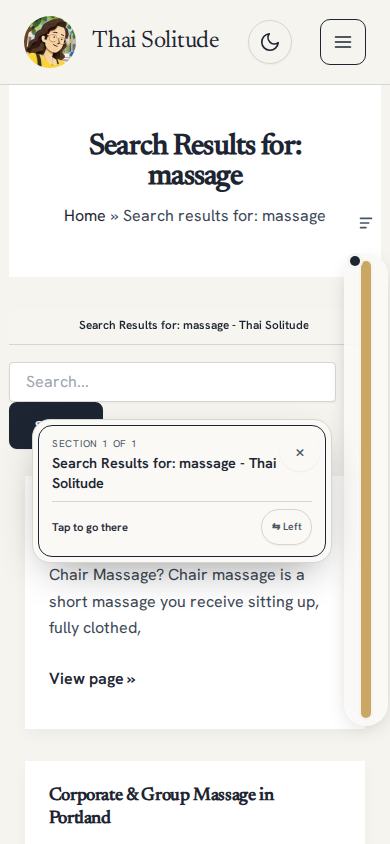 Thai Solitude
Search Results for:
massage
Home » Search results for: massage
Search Results for: massage - Thai Solitude
Search...
SECTION 1 OF 1
Search Results for: massage - Thai
Solitude
×
Tap to go there
⇆ Left
Chair Massage? Chair massage is a
short massage you receive sitting up,
fully clothed,
View page »
Corporate & Group Massage in
Portland